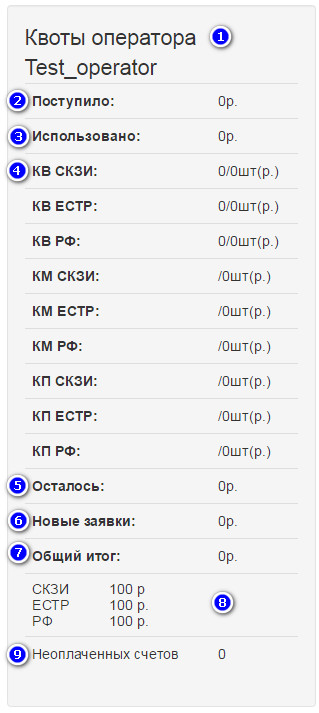 Квоты оператора 1
Test_operator
2 Поступило: 0р.
3 Использовано: 0р.
4 КВ СКЗИ: 0/0шт(р.)
КВ ЕСТР: 0/0шт(р.)
КВ РФ: 0/0шт(р.)
КМ СКЗИ: /0шт(р.)
КМ ЕСТР: /0шт(р.)
КМ РФ: /0шт(р.)
КП СКЗИ: /0шт(р.)
КП ЕСТР: /0шт(р.)
КП РФ: /0шт(р.)
5 Осталось: 0р.
6 Новые заявки: 0р.
7 Общий итог: 0р.
СКЗИ 100 р
ЕСТР 100 р. 8
РФ 100 р.
9 Неоплаченных счетов 0